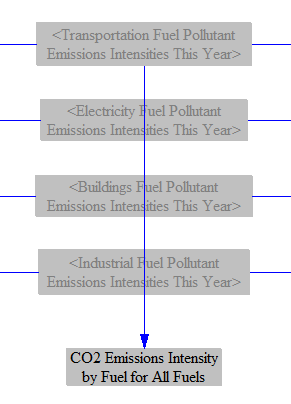 <Transportation Fuel Pollutant
Emissions Intensities This Year>
<Electricity Fuel Pollutant
Emissions Intensities This Year>
<Buildings Fuel Pollutant
Emissions Intensities This Year>
<Industrial Fuel Pollutant
Emissions Intensities This Year>
CO2 Emissions Intensity
by Fuel for All Fuels